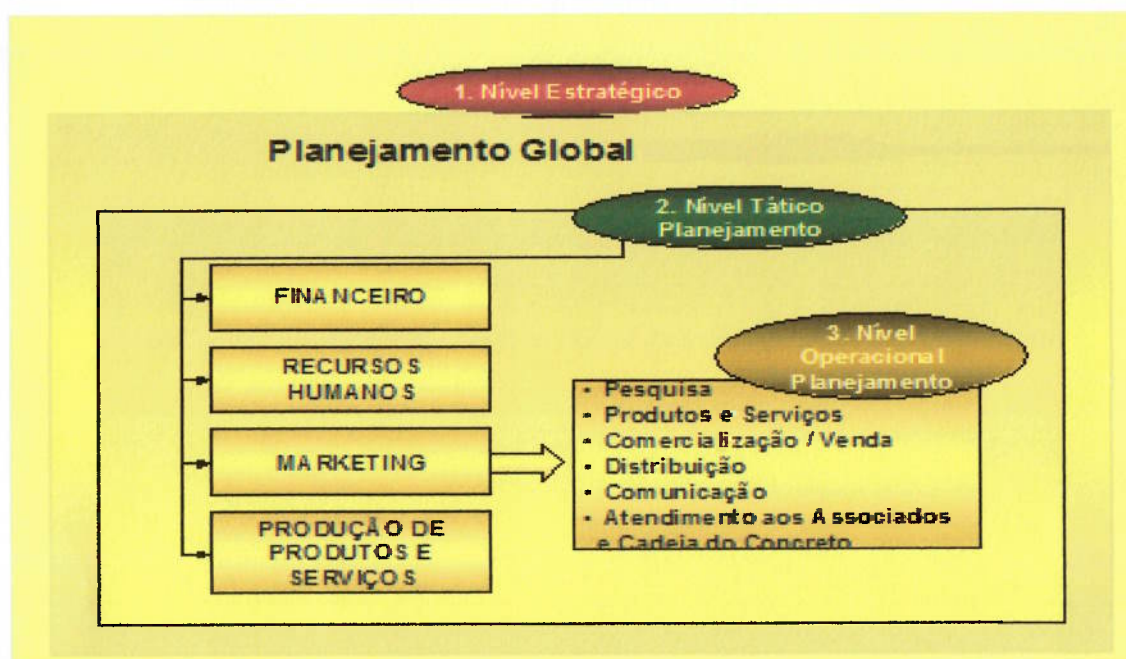 1. Nível Estratégico
Planejamento Global
2. Nível Tático
Planejamento
FINANCEIRO
RECURSOS
HUMANOS
MARKETING
PRODUÇÃO DE
PRODUTOS E
SERVIÇOS
3. Nível
Operacional
Planejamento
• Pesquisa
• Produtos e Serviços
• Comercialização / Venda
• Distribuição
• Comunicação
• Atendimento aos Associados
e Cadeia do Concreto